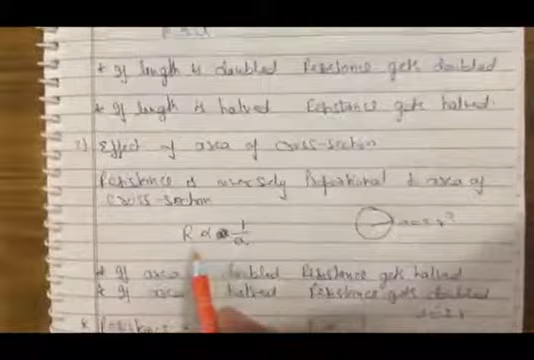 * If length is doubled Resistance gets doubled
* If length is halved Resistance gets halved.
2) Effect of area of cross-section
Resistance is inversely Proportional to area of
cross-section
R ∝ 1/a
* If area doubled Resistance gets halved
* If area halved Resistance gets doubled
* Resistance